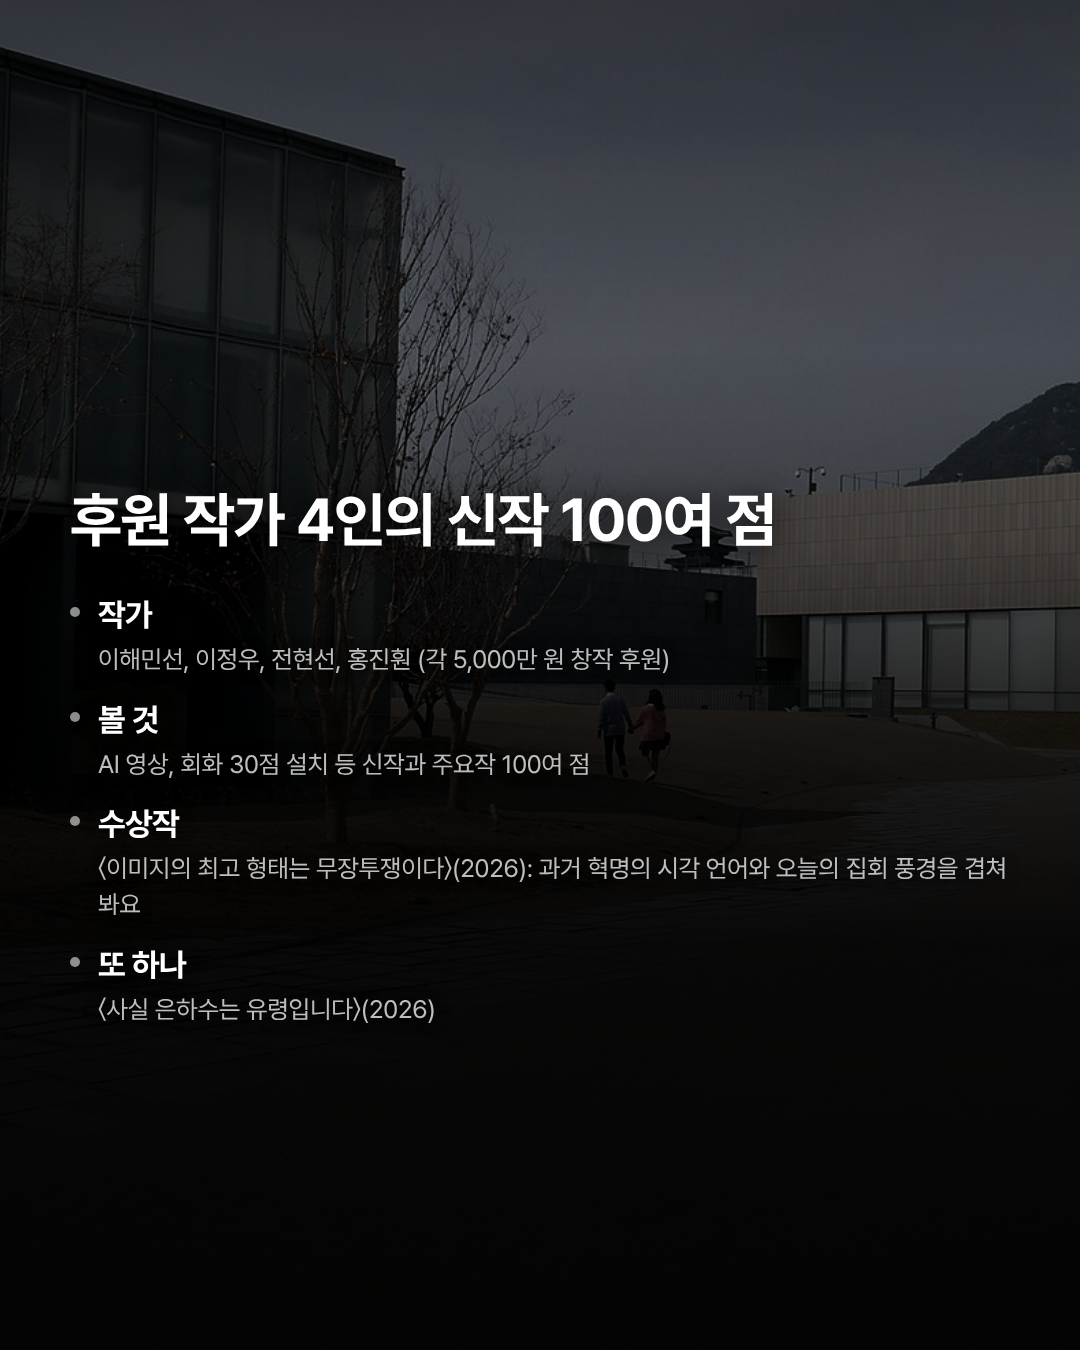 후원 작가 4인의 신작 100여 점
작가
이해민선, 이정우, 전현선, 홍진훤 (각 5,000만 원 창작 후원)
볼 것
AI 영상, 회화 30점 설치 등 신작과 주요작 100여 점
수상작
〈이미지의 최고 형태는 무장투쟁이다〉(2026): 과거 혁명의 시각 언어와 오늘의 집회 풍경을 겹쳐
봐요
또 하나
〈사실 은하수는 유령입니다〉(2026)